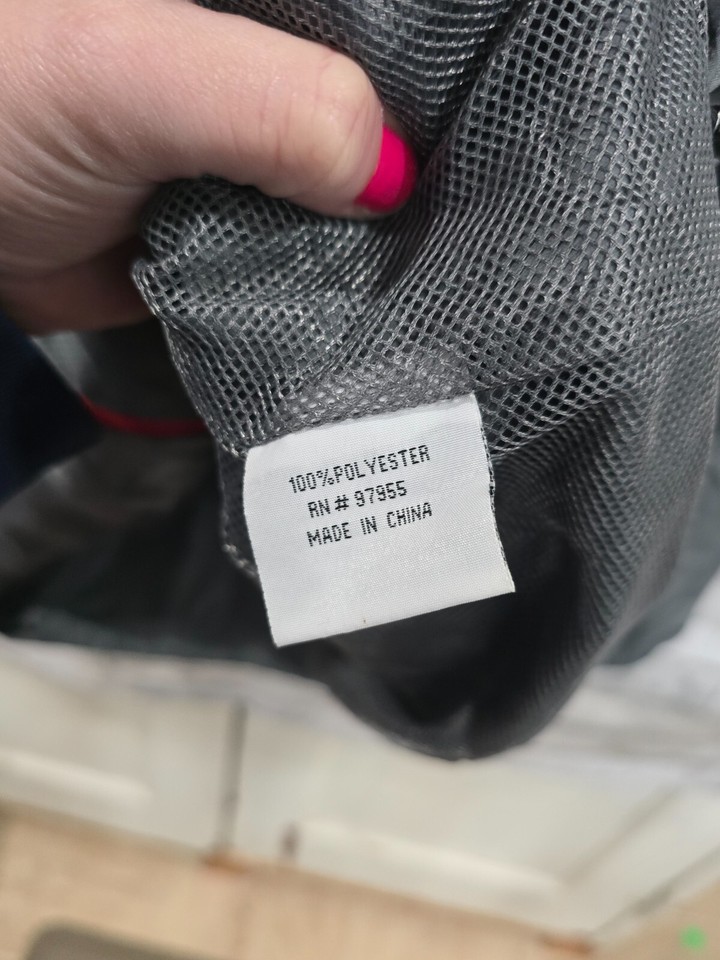 100%POLYESTER
RN # 97955
MADE IN CHINA